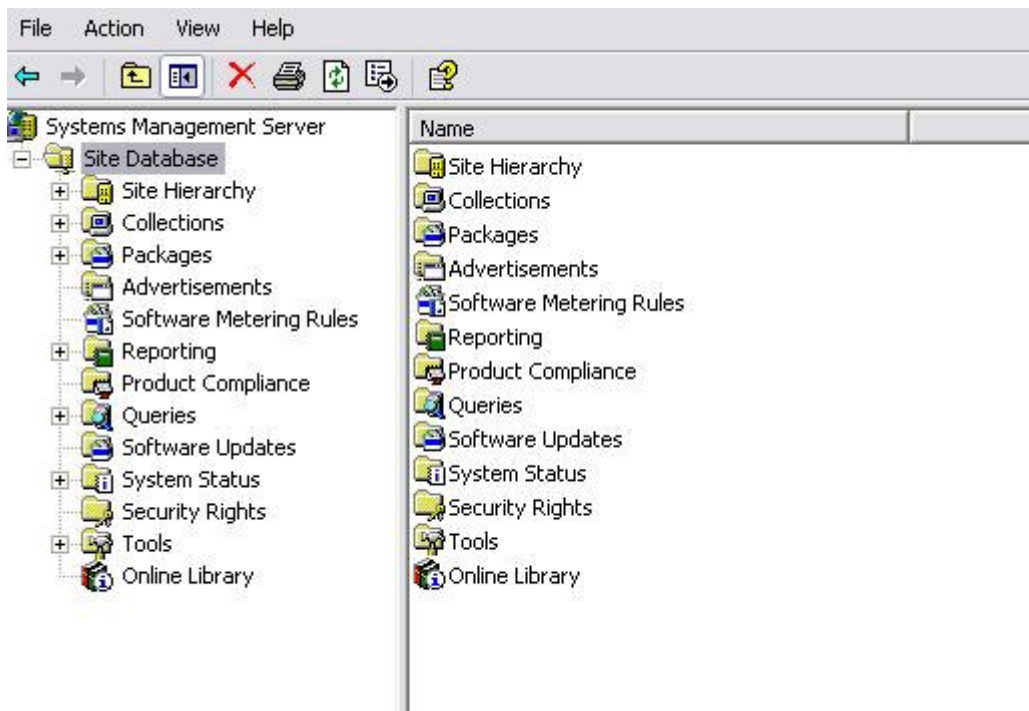 File Action View Help
Systems Management Server
Site Database
Site Hierarchy
Collections
Packages
Advertisements
Software Metering Rules
Reporting
Product Compliance
Queries
Software Updates
System Status
Security Rights
Tools
Online Library
Name
Site Hierarchy
Collections
Packages
Advertisements
Software Metering Rules
Reporting
Product Compliance
Queries
Software Updates
System Status
Security Rights
Tools
Online Library